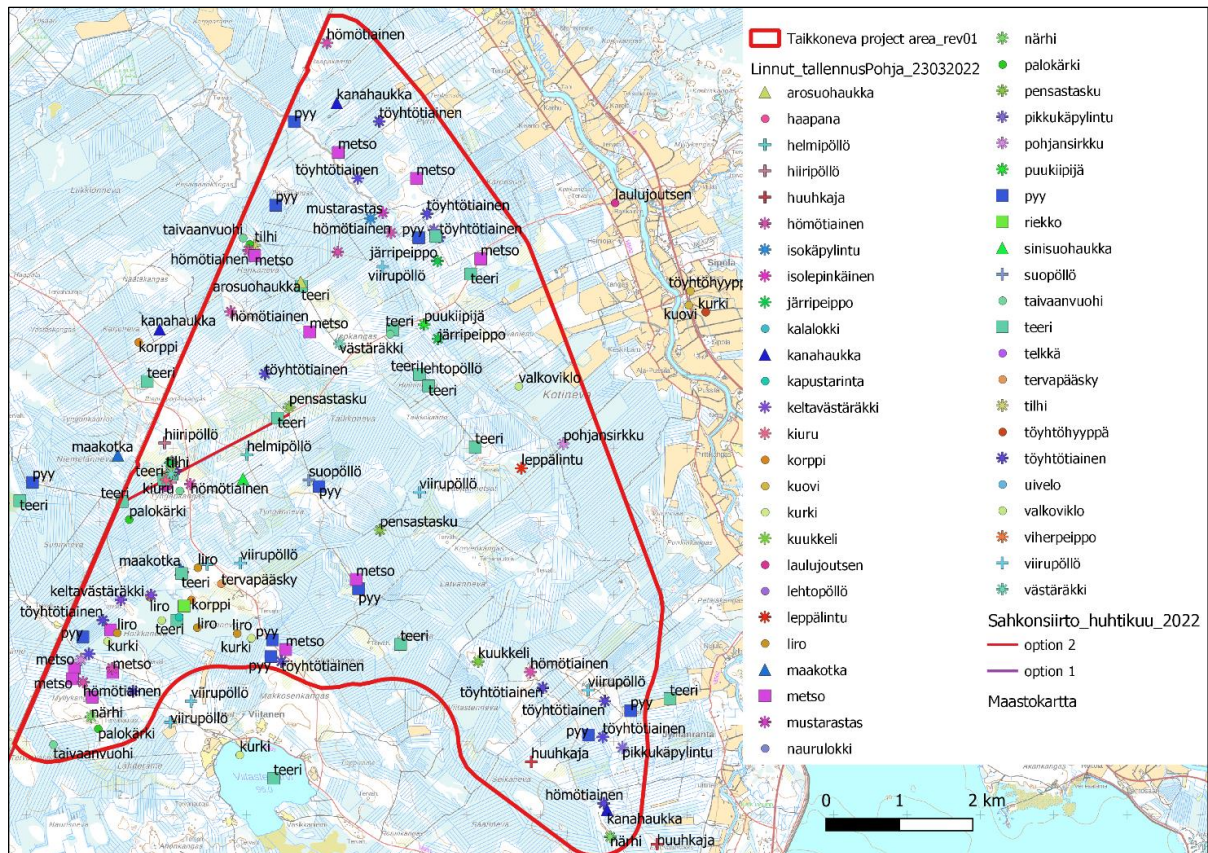 hömötiäinen
kanahaukka
pyy
töyhtötiainen
metso
metso
töyhtötiainen
pyy
mustarastas
töyhtötiainen
laulujoutsen
taivaanvuohi
tilhi
hömötiainen
pyy
töyhtötiainen
hömötiainen
metso
järripeippo
metso
viirupöllö
teeri
arosuohaukka
teeri
töyhtöhyypp
kurki
kuovi
kanahaukka
hömötiainen
metso
teeri
puukiipijä
korppi
västäräkki
järripeippo
teeri
töyhtötiainen
teeri
lehtopöllö
valkoviklo
Kotineva
pensastasku
teeri
hiiripöllö
helmipöllö
teeri
pohjansirkku
maakotka
tilhi
teeri
suopöllö
leppälintu
pyy
kiuru
hömötiainen
pyy
viirupöllö
teeri
teeri
palokärki
pensastasku
maakotka
liro
viirupöllö
teeri
tervapääsky
metso
keltavästäräkki
korppi
pyy
töyhtötiainen
liro
teeri
liro
liro
liro
pyy
kurki
pyy
kurki
metso
teeri
metso
metso
pyy
töyhtötiainen
kuukkeli
hömötiainen
metso
hömötiainen
viirupöllö
töyhtötiainen
viirupöllö
teeri
närhi
viirupöllö
töyhtötiainen
pyy
palokärki
pyy
töyhtötiainen
taivaanvuohi
kurki
huuhkaja
pikkukäpylintu
teeri
hömötiainen
kanahaukka
närhi
huuhkaja
Taikkoneva project area_rev01
Linnut_tallennusPohja_23032022
arosuohaukka
haapana
helmipöllö
hiiripöllö
huuhkaja
hömötiainen
isokäpylintu
isolepinkäinen
järripeippo
kalalokki
kanahaukka
kapustarinta
keltavästäräkki
kiuru
korppi
kuovi
kurki
kuukkeli
laulujoutsen
lehtopöllö
leppälintu
liro
maakotka
metso
mustarastas
naurulokki
närhi
palokärki
pensastasku
pikkukäpylintu
pohjansirkku
puukiipijä
pyy
riekko
sinisuohaukka
suopöllö
taivaanvuohi
teeri
telkkä
tervapääsky
tilhi
töyhtöhyyppä
töyhtötiainen
uivelo
valkoviklo
viherpeippo
viirupöllö
västäräkki
Sahkonsiirto_huhtikuu_2022
option 2
option 1
Maastokartta
0 1 2 km